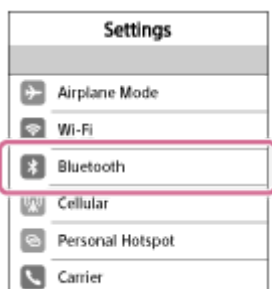 Settings
Airplane Mode
Wi-Fi
Bluetooth
Cellular
Personal Hotspot
Carrier